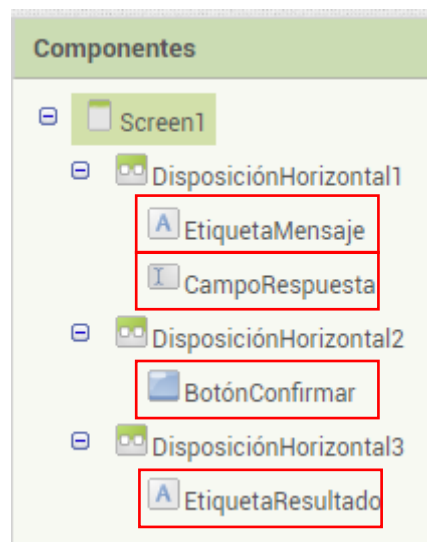 Componentes
Screen1
DisposiciónHorizontal1
EtiquetaMensaje
CampoRespuesta
DisposiciónHorizontal2
BotónConfirmar
DisposiciónHorizontal3
EtiquetaResultado